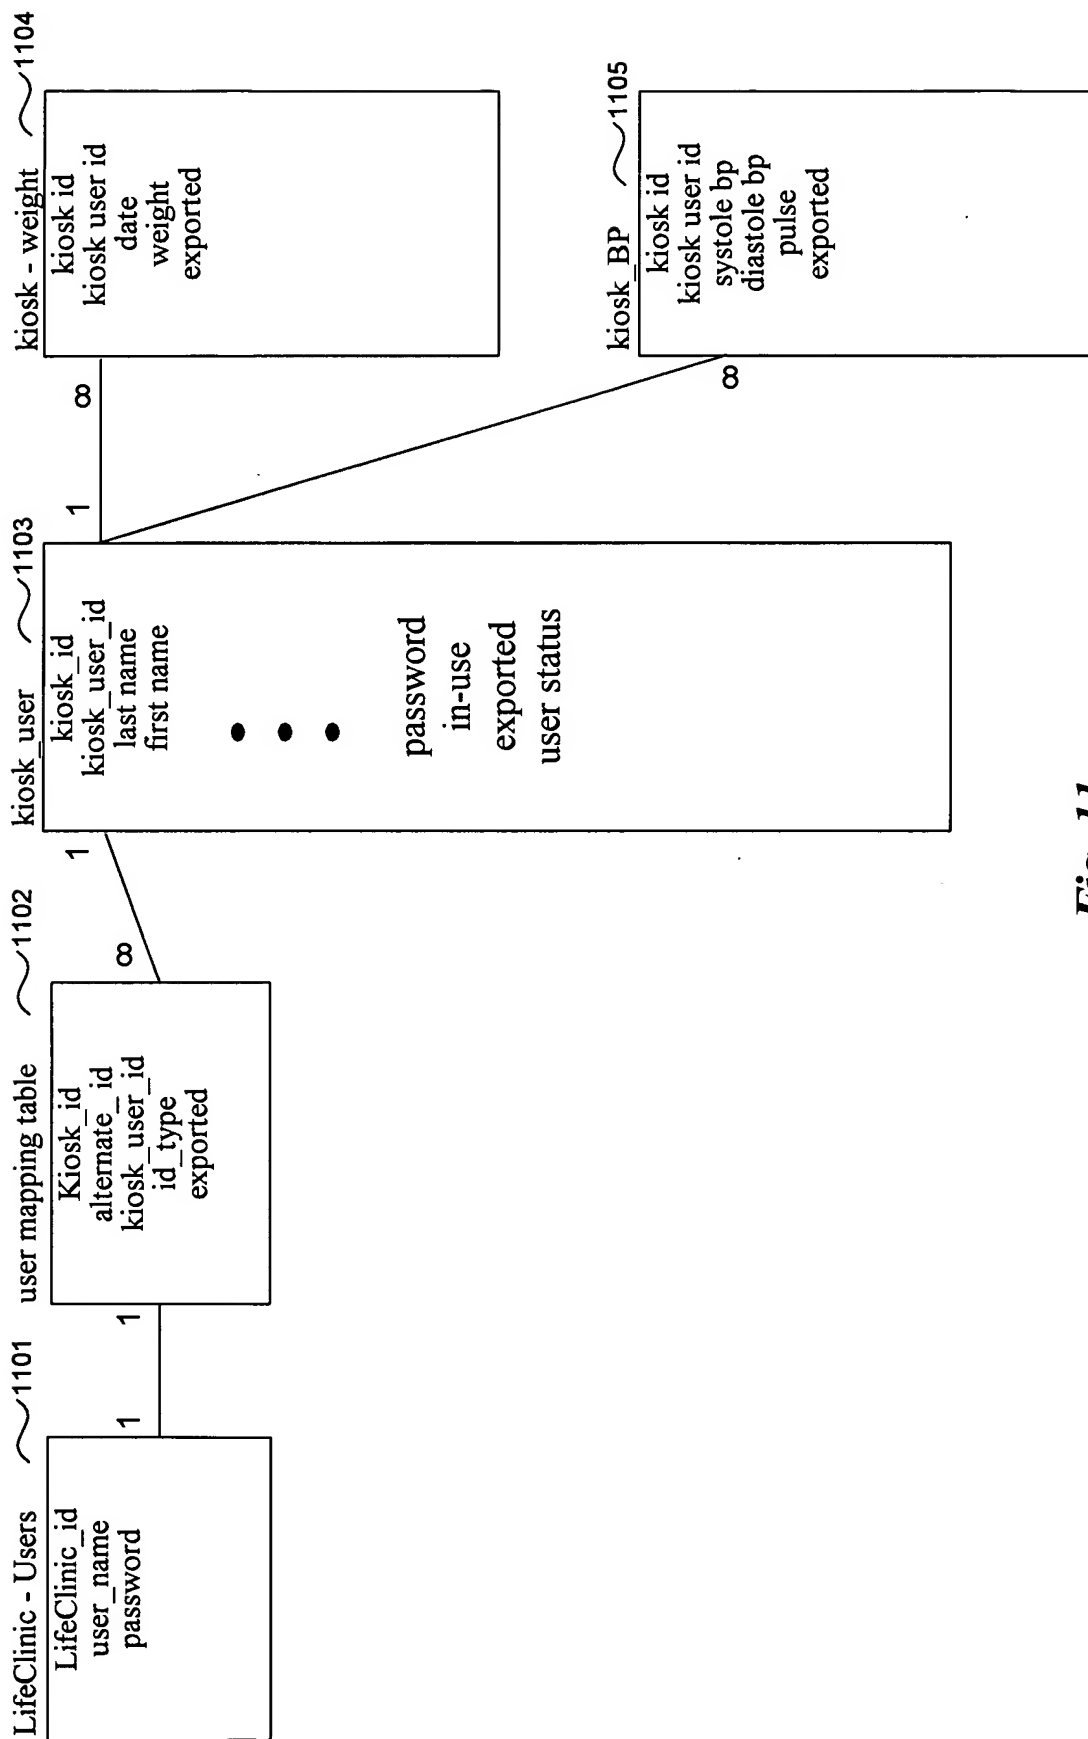 LifeClinic - Users
1101
LifeClinic_id
user_name
password
1
1
user mapping table
1102
Kiosk_id
alternate_id
kiosk_user_id
id_type
exported
∞
1
kiosk_user
1103
kiosk_id
kiosk_user_id
last name
first name
password
in-use
exported
user status
1
∞
kiosk - weight
1104
kiosk id
kiosk user id
date
weight
exported
∞
kiosk_BP
1105
kiosk id
kiosk user id
systole bp
diastole bp
pulse
exported
Fig. 11